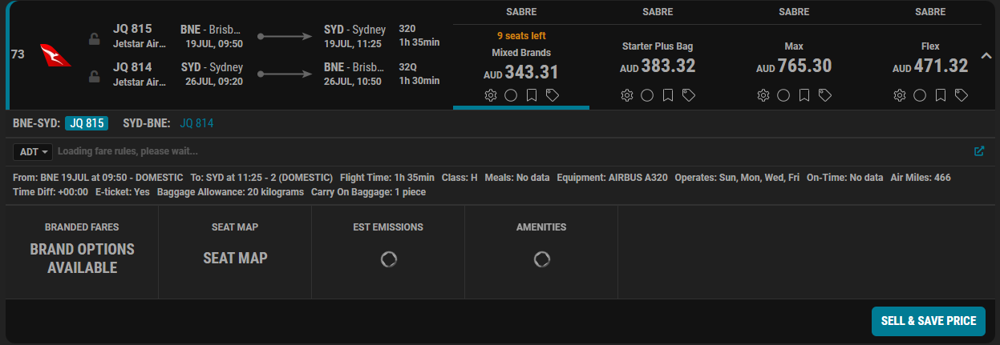 SABRE SABRE SABRE SABRE
73
JQ 815 BNE - Brisb... SYD - Sydney 320
Jetstar Air... 19JUL, 09:50 19JUL, 11:25 1h 35min
JQ 814 SYD - Sydney BNE - Brisb... 32Q
Jetstar Air... 26JUL, 09:20 26JUL, 10:50 1h 30min
9 seats left
Mixed Brands
AUD 343.31
Starter Plus Bag
AUD 383.32
Max
AUD 765.30
Flex
AUD 471.32
BNE-SYD: JQ 815 SYD-BNE: JQ 814
ADT Loading fare rules, please wait...
From: BNE 19JUL at 09:50 - DOMESTIC To: SYD at 11:25 - 2 (DOMESTIC) Flight Time: 1h 35min Class: H Meals: No data Equipment: AIRBUS A320 Operates: Sun, Mon, Wed, Fri On-Time: No data Air Miles: 466
Time Diff: +00:00 E-ticket: Yes Baggage Allowance: 20 kilograms Carry On Baggage: 1 piece
BRANDED FARES SEAT MAP EST EMISSIONS AMENITIES
BRAND OPTIONS
AVAILABLE
SEAT MAP
SELL & SAVE PRICE